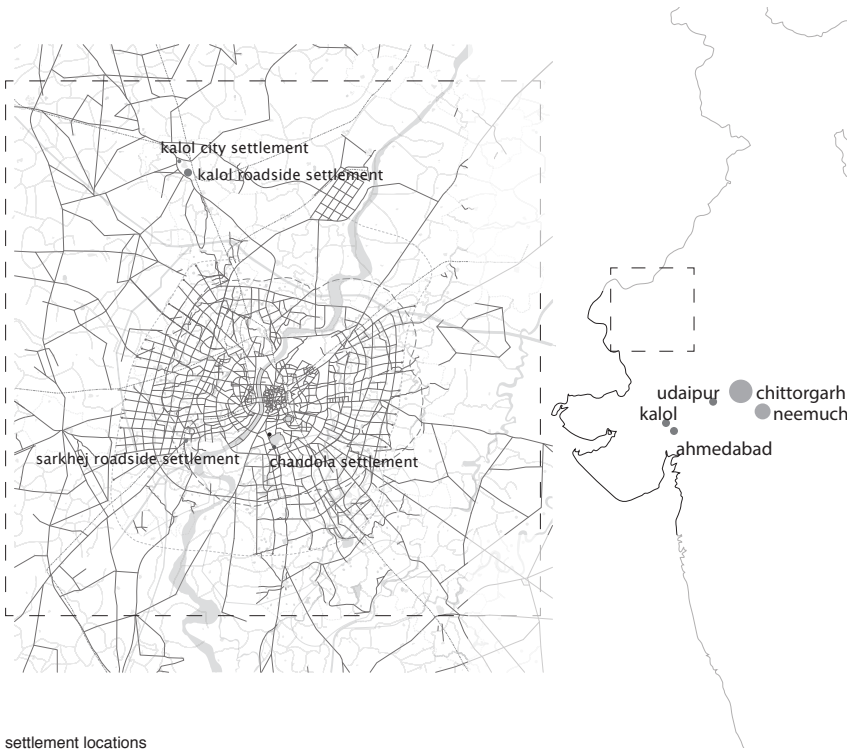 kalol city settlement
kalol roadside settlement
sarkhej roadside settlement
chandola settlement
udaipur
chittorgarh
kalol
neemuch
ahmedabad
settlement locations